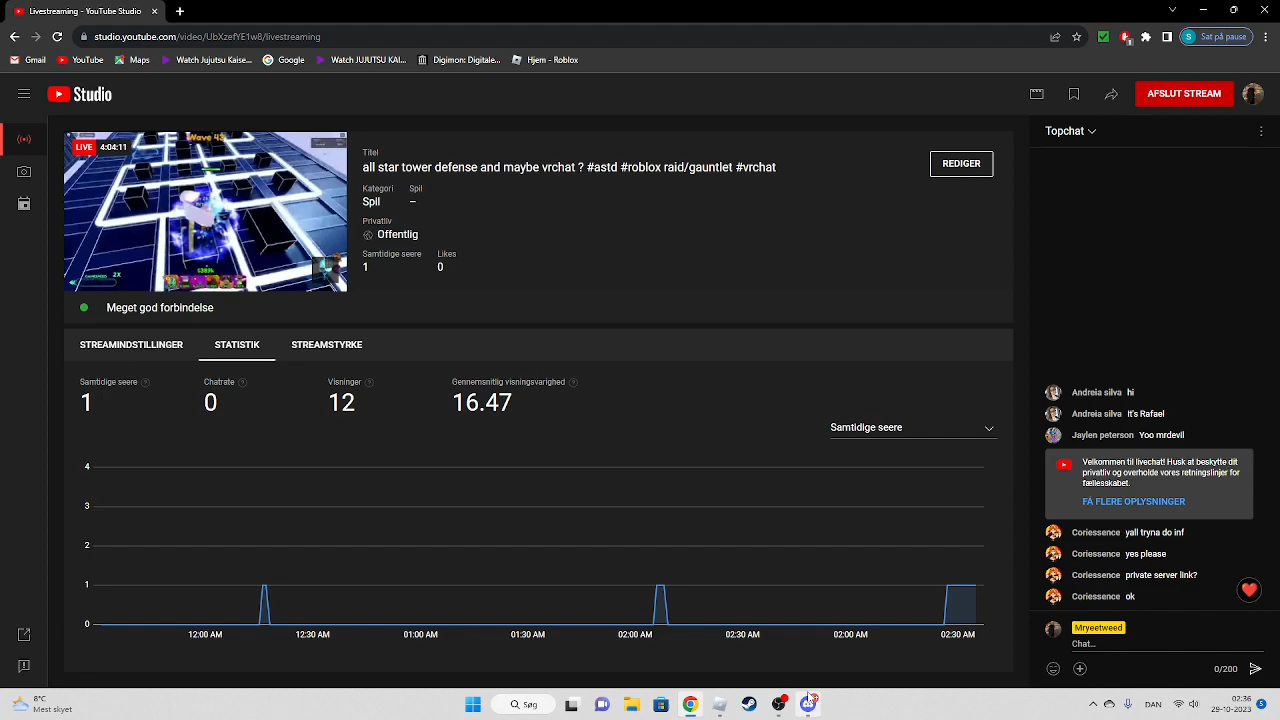 Livestreaming - YouTube Studio
studio.youtube.com/video/UbXzefYE1w8/livestreaming
Sat på pause
Gmail
YouTube
Maps
Watch Jujutsu Kaise...
Google
Watch JUJUTSU KAI...
Digimon: Digitale...
Hjem - Roblox
Studio
AFSLUT STREAM
LIVE 4:04:11
Wave 43
2X
Titel
all star tower defense and maybe vrchat ? #astd #roblox raid/gauntlet #vrchat
REDIGER
Kategori Spil
Spil –
Privatliv
Offentlig
Samtidige seere Likes
1 0
Meget god forbindelse
STREAMINDSTILLINGER STATISTIK STREAMSTYRKE
Samtidige seere Chatrate Visninger Gennemsnitlig visningsvarighed
1 0 12 16.47
Samtidige seere
4
3
2
1
0
12:00 AM 12:30 AM 01:00 AM 01:30 AM 02:00 AM 02:30 AM 02:00 AM 02:30 AM
Topchat
Andreia silva hi
Andreia silva It's Rafael
Jaylen peterson Yoo mrdevil
Velkommen til livechat! Husk at beskytte dit
privatliv og overholde vores retningslinjer for
fællesskabet.
FÅ FLERE OPLYSNINGER
Coriessence yall tryna do inf
Coriessence yes please
Coriessence private server link?
Coriessence ok
Mryeetweed
Chat...
0/200
8°C
Mest skyet
Søg
DAN
02:36
29-10-2023